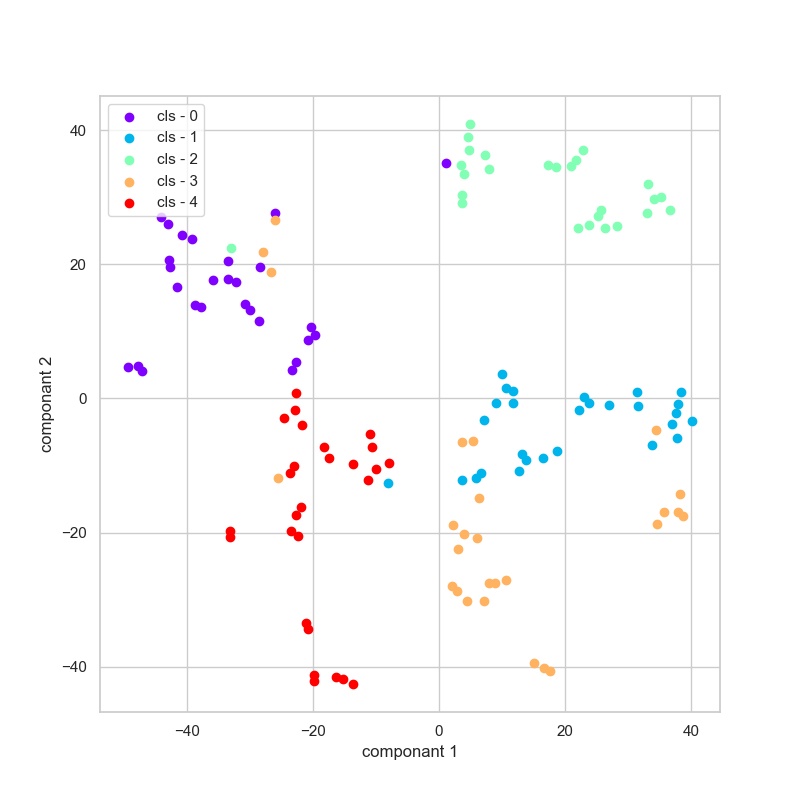 cls - 0
cls - 1
cls - 2
cls - 3
cls - 4
40
20
0
−20
−40
componant 2
−40
−20
0
20
40
componant 1